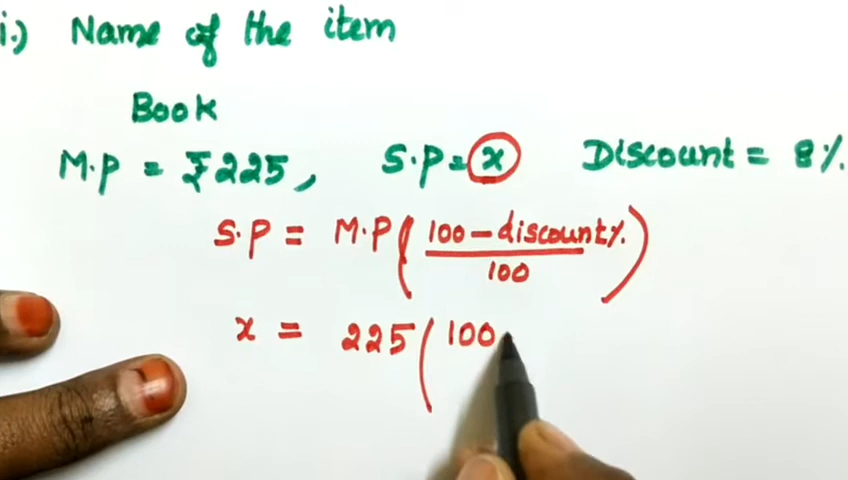 i.) Name of the item
Book
M.P = ₹225, S.P = x Discount = 8%.
S.P = M.P ( 100 - discount% / 100 )
x = 225 ( 100